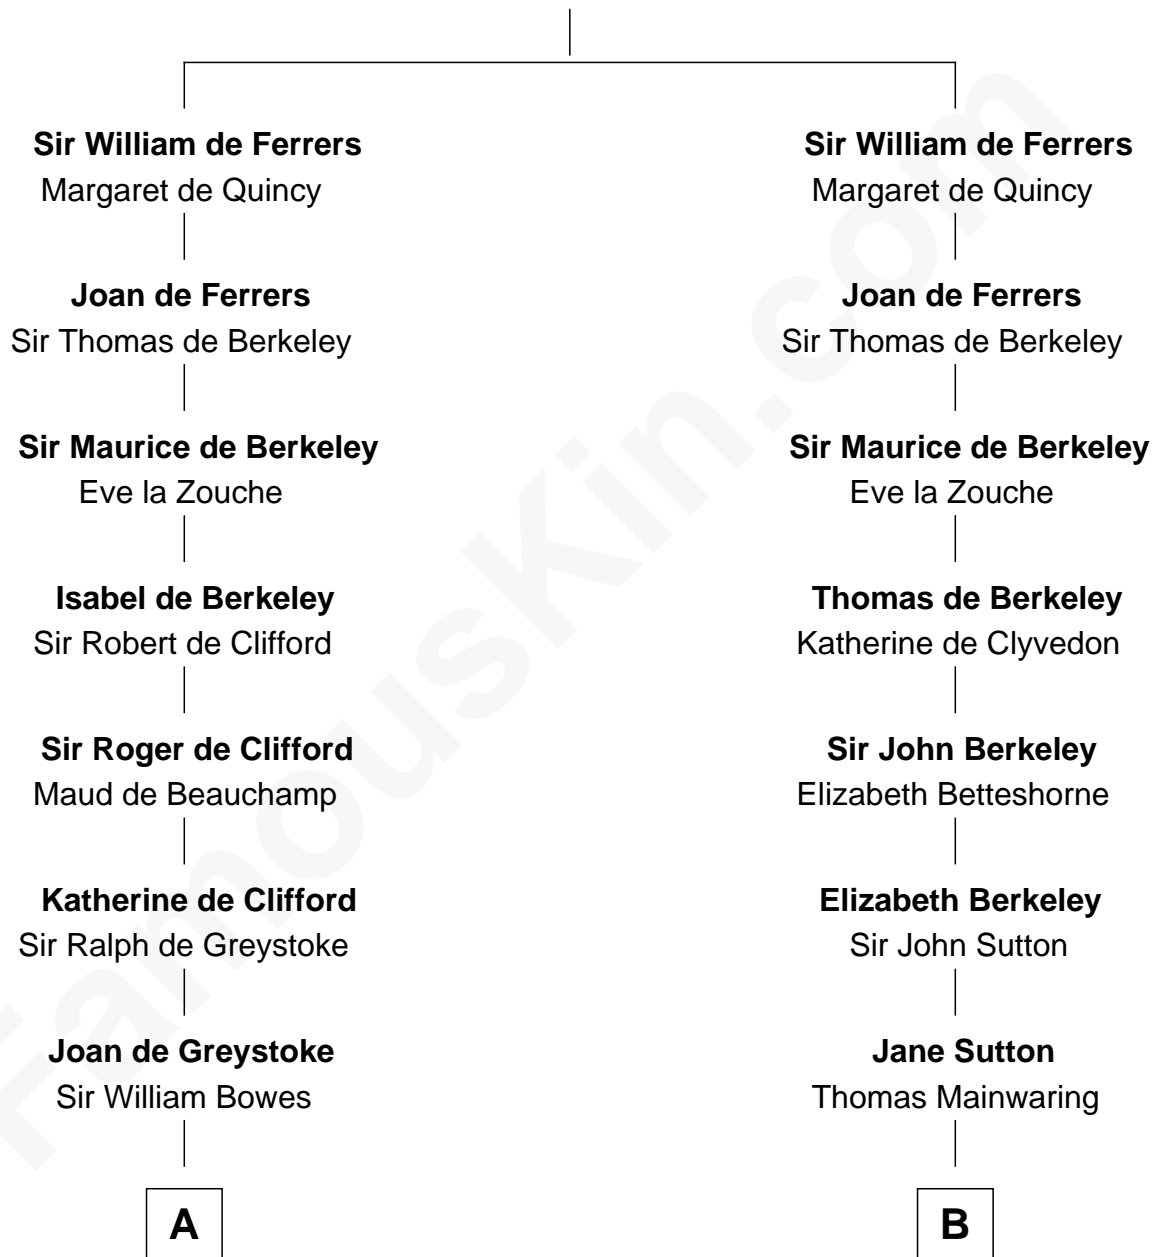 Sir William de Ferrers
Margaret de Quincy
Joan de Ferrers
Sir Thomas de Berkeley
Sir Maurice de Berkeley
Eve la Zouche
Isabel de Berkeley
Sir Robert de Clifford
Sir Roger de Clifford
Maud de Beauchamp
Katherine de Clifford
Sir Ralph de Greystoke
Joan de Greystoke
Sir William Bowes
A
Sir William de Ferrers
Margaret de Quincy
Joan de Ferrers
Sir Thomas de Berkeley
Sir Maurice de Berkeley
Eve la Zouche
Thomas de Berkeley
Katherine de Clyvedon
Sir John Berkeley
Elizabeth Betteshorne
Elizabeth Berkeley
Sir John Sutton
Jane Sutton
Thomas Mainwaring
B
FamousKin.com